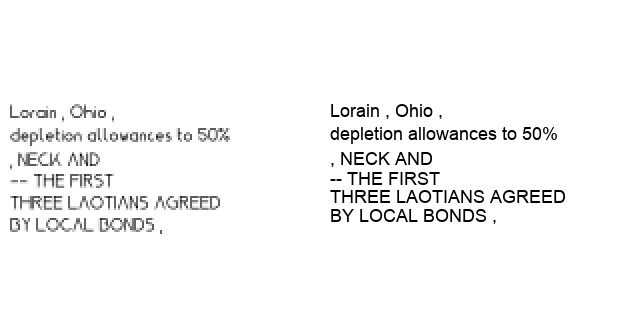 Lorain , Ohio ,
depletion allowances to 50%
, NECK AND
-- THE FIRST
THREE LAOTIANS AGREED
BY LOCAL BONDS ,
Lorain , Ohio ,
depletion allowances to 50%
, NECK AND
-- THE FIRST
THREE LAOTIANS AGREED
BY LOCAL BONDS ,